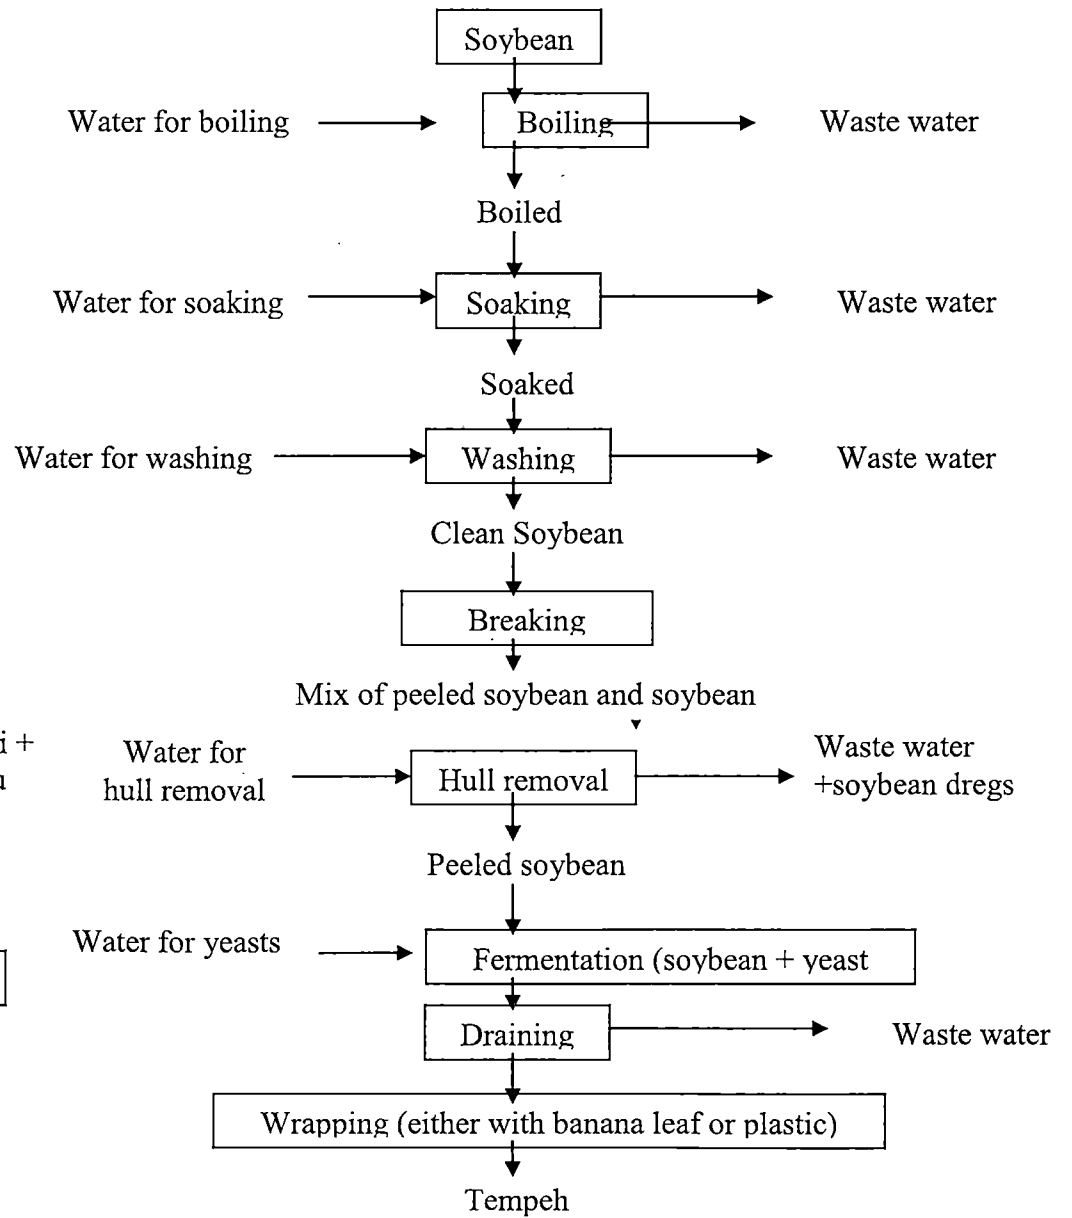 Soybean
Water for boiling
Boiling
Waste water
Boiled
Water for soaking
Soaking
Waste water
Soaked
Water for washing
Washing
Waste water
Clean Soybean
Breaking
Mix of peeled soybean and soybean
i +
Water for
hull removal
Hull removal
Waste water
+soybean dregs
Peeled soybean
Water for yeasts
Fermentation (soybean + yeast
Draining
Waste water
Wrapping (either with banana leaf or plastic)
Tempeh